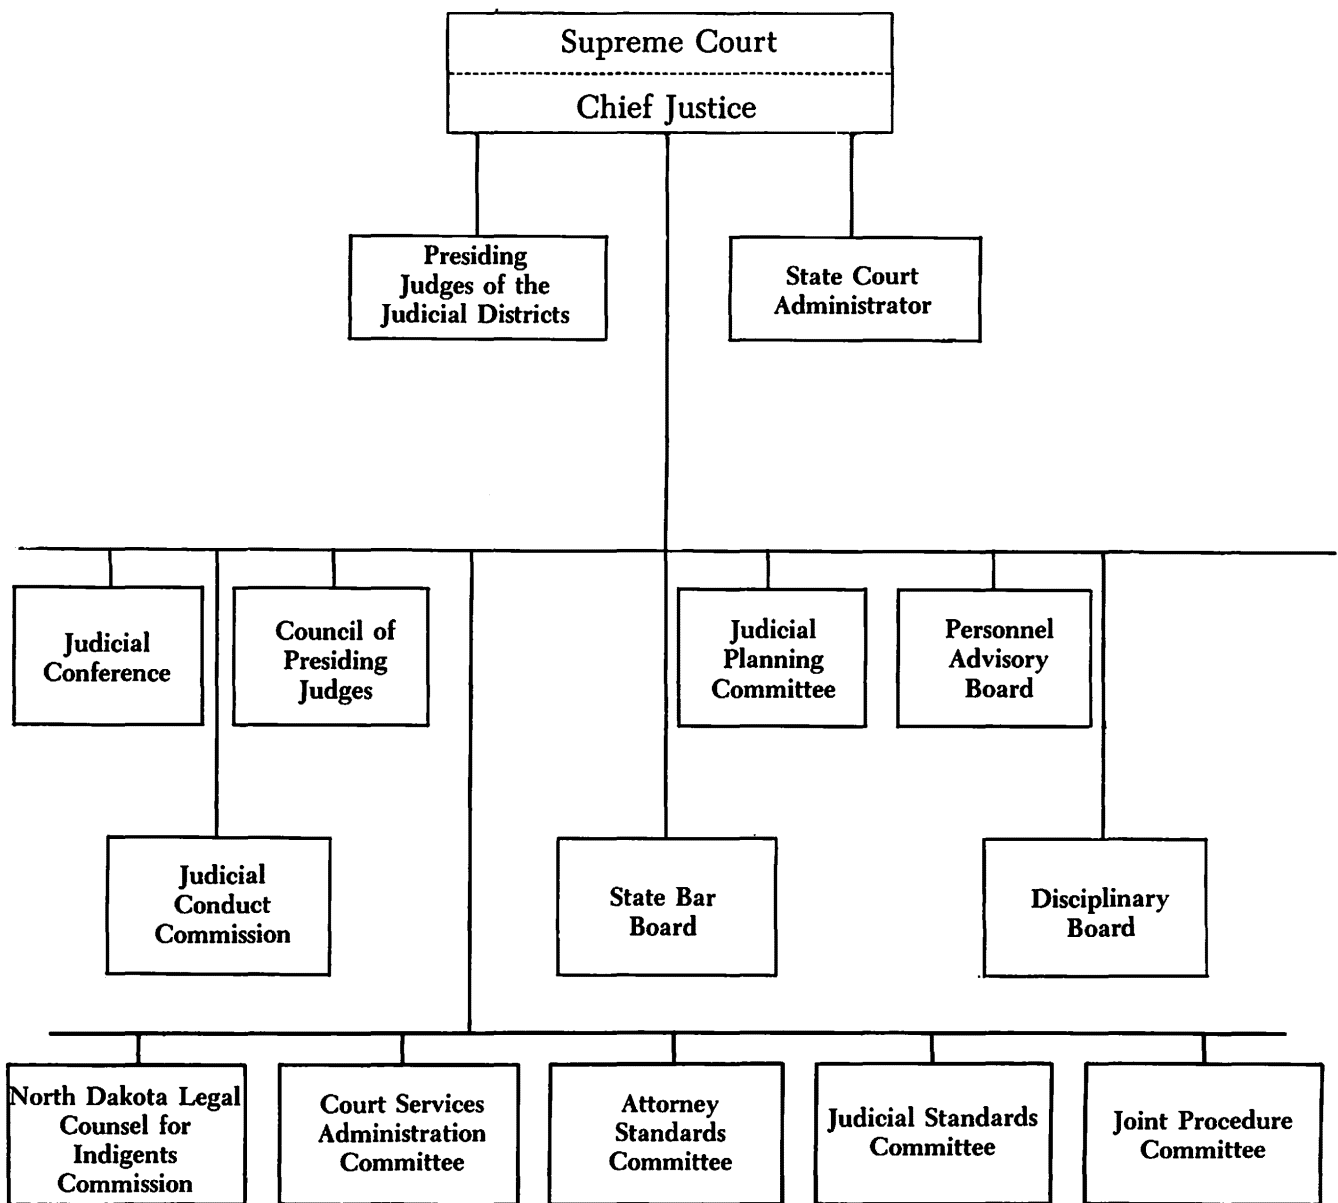 Supreme Court
Chief Justice
Presiding
Judges of the
Judicial Districts
State Court
Administrator
Judicial
Conference
Council of
Presiding
Judges
Judicial
Planning
Committee
Personnel
Advisory
Board
Judicial
Conduct
Commission
State Bar
Board
Disciplinary
Board
North Dakota Legal
Counsel for
Indigents
Commission
Court Services
Administration
Committee
Attorney
Standards
Committee
Judicial Standards
Committee
Joint Procedure
Committee